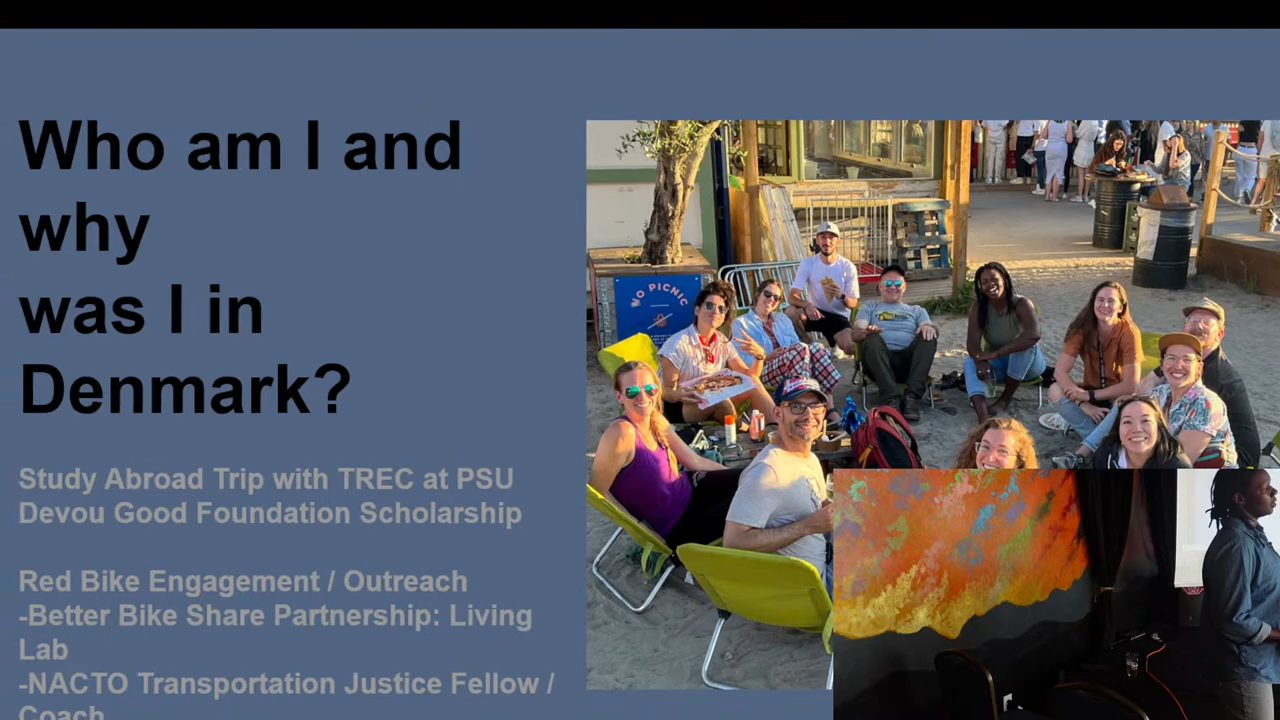 Who am I and
why
was I in
Denmark?
Study Abroad Trip with TREC at PSU
Devou Good Foundation Scholarship
Red Bike Engagement / Outreach
-Better Bike Share Partnership: Living
Lab
-NACTO Transportation Justice Fellow /
Coach
NO PICNIC